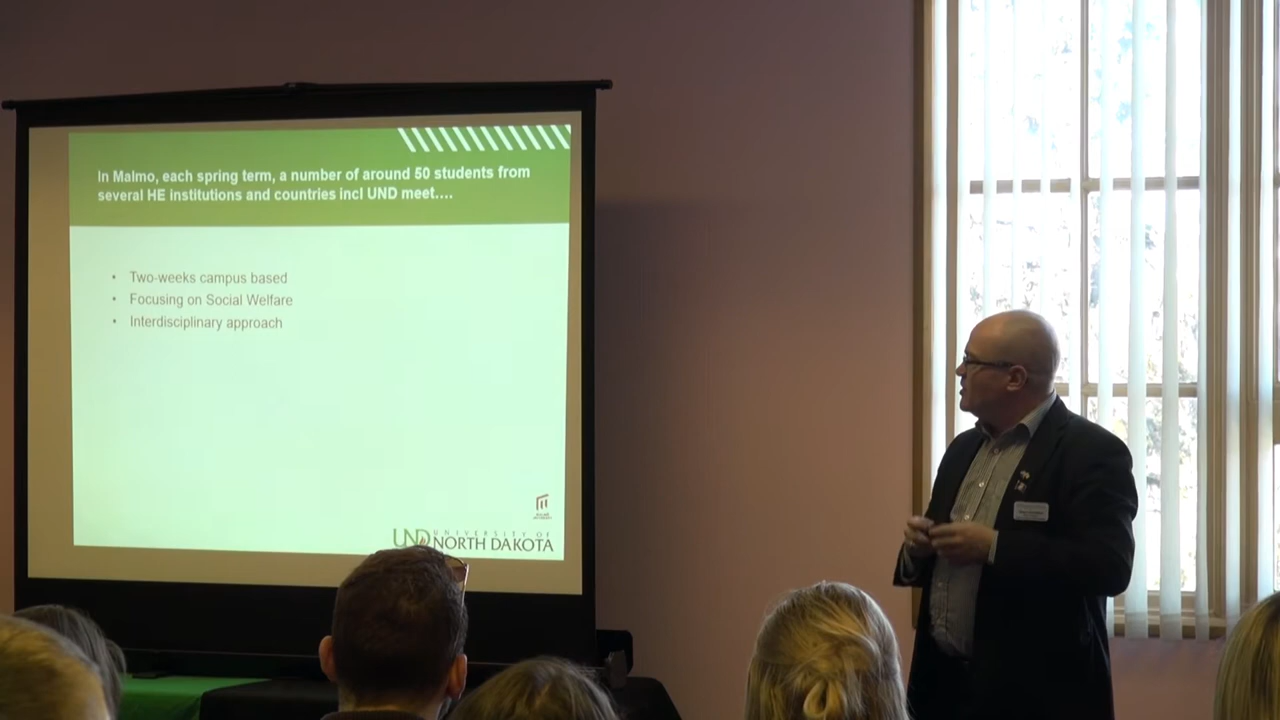 In Malmo, each spring term, a number of around 50 students from
several HE institutions and countries incl UND meet....
• Two-weeks campus based
• Focusing on Social Welfare
• Interdisciplinary approach
UND UNIVERSITY OF
NORTH DAKOTA